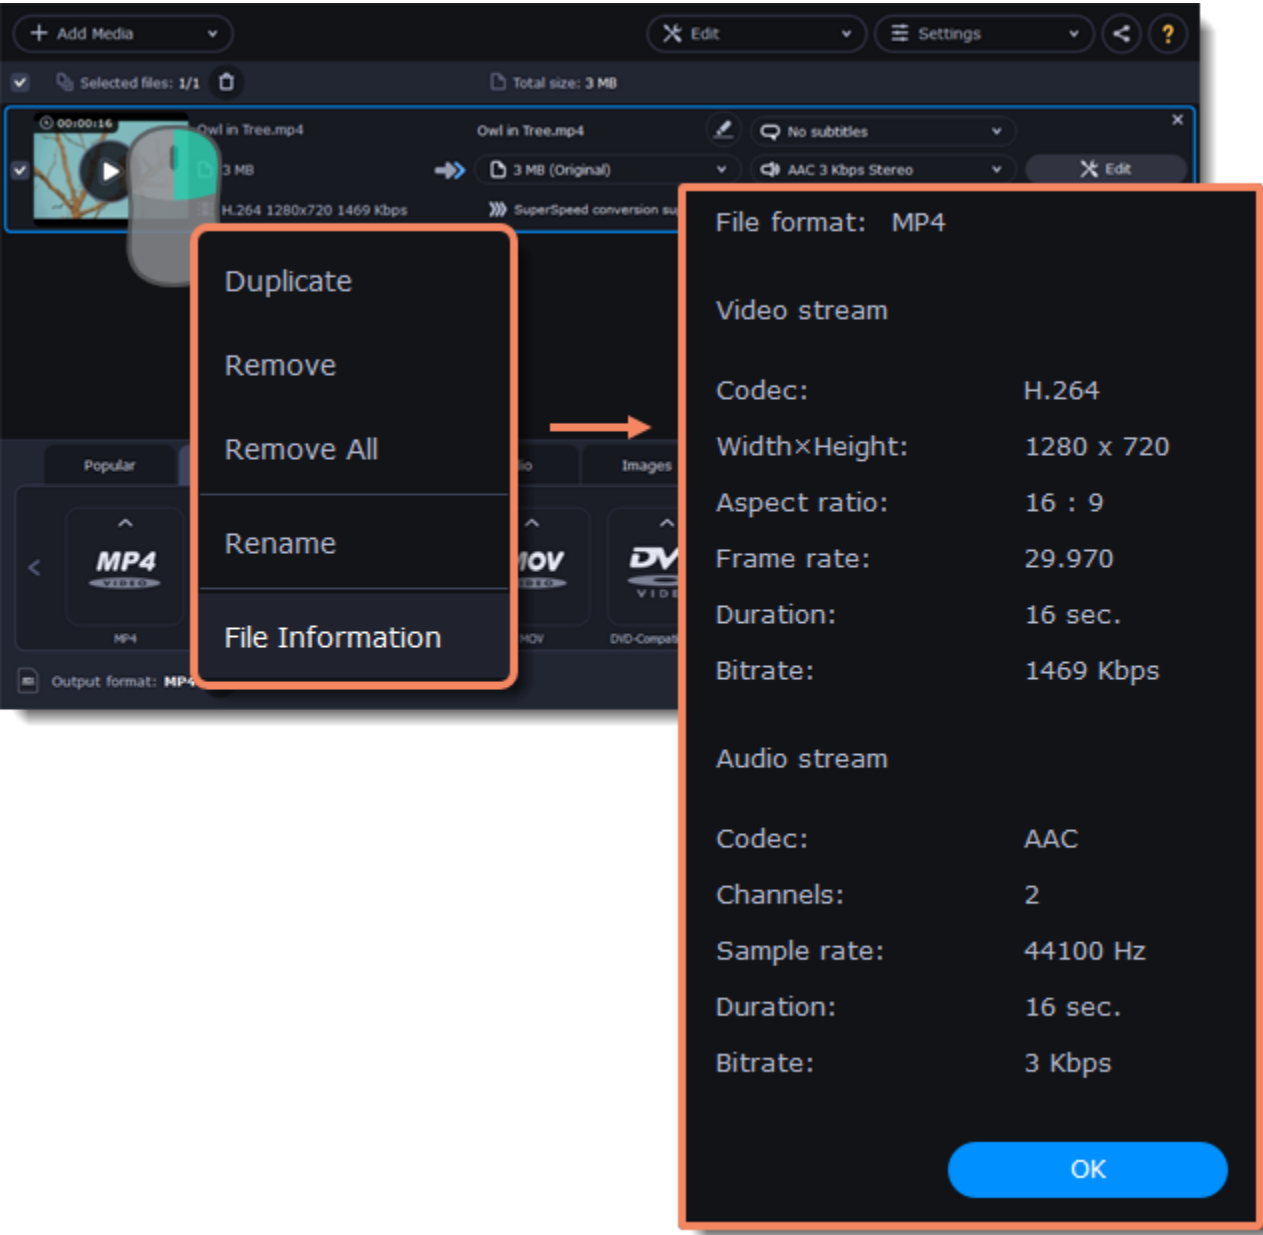 Add Media
Edit
Settings
?
Selected files: 1/1
Total size: 3 MB
00:00:16
Owl in Tree.mp4
Owl in Tree.mp4
No subtitles
3 MB
3 MB (Original)
AAC 3 Kbps Stereo
Edit
H.264 1280x720 1469 Kbps
SuperSpeed conversion
Duplicate
Remove
Remove All
Rename
File Information
Popular
Images
MP4
VIDEO
MP4
MOV
Output format: MP4
File format: MP4
Video stream
Codec: H.264
Width×Height: 1280 x 720
Aspect ratio: 16 : 9
Frame rate: 29.970
Duration: 16 sec.
Bitrate: 1469 Kbps
Audio stream
Codec: AAC
Channels: 2
Sample rate: 44100 Hz
Duration: 16 sec.
Bitrate: 3 Kbps
OK